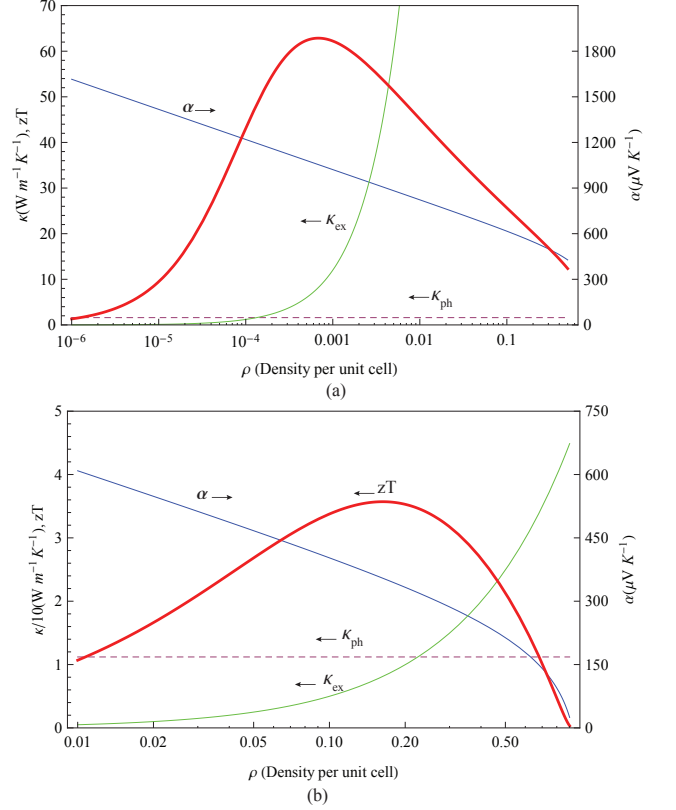 70
60
50
40
30
20
10
0
κ(W m⁻¹ K⁻¹), zT
1800
1500
1200
900
600
300
0
α(μV K⁻¹)
α
κex
κph
10⁻⁶ 10⁻⁵ 10⁻⁴ 0.001 0.01 0.1
ρ (Density per unit cell)
(a)
5
4
3
2
1
0
κ/10(W m⁻¹ K⁻¹), zT
750
600
450
300
150
0
α(μV K⁻¹)
α
zT
κph
κex
0.01 0.02 0.05 0.10 0.20 0.50
ρ (Density per unit cell)
(b)